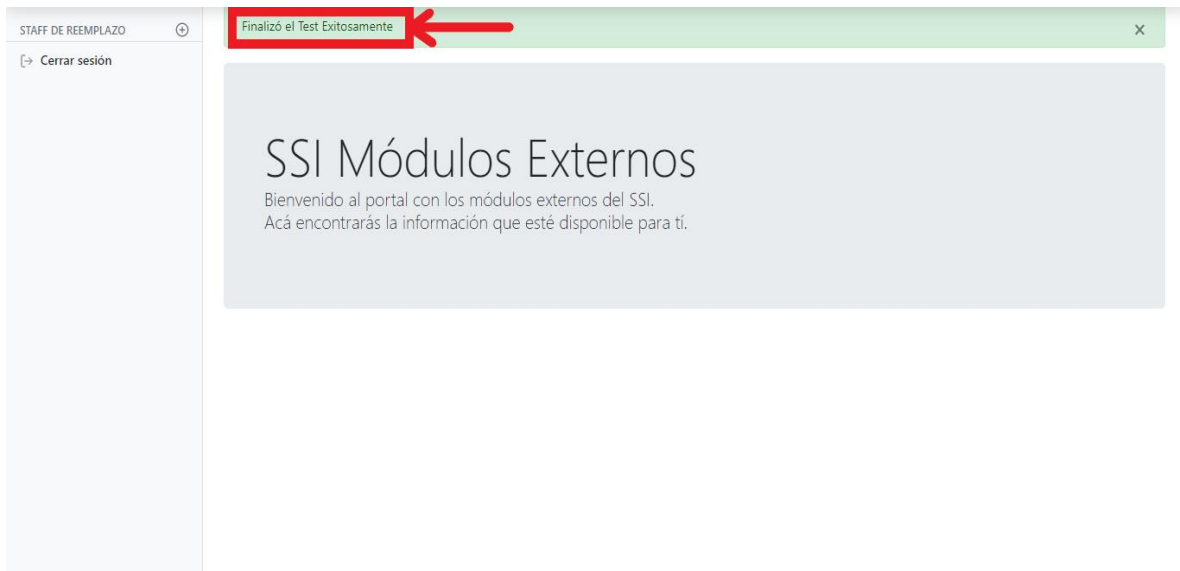 STAFF DE REEMPLAZO
Cerrar sesión
Finalizó el Test Exitosamente
SSI Módulos Externos
Bienvenido al portal con los módulos externos del SSI.
Acá encontrarás la información que esté disponible para tí.